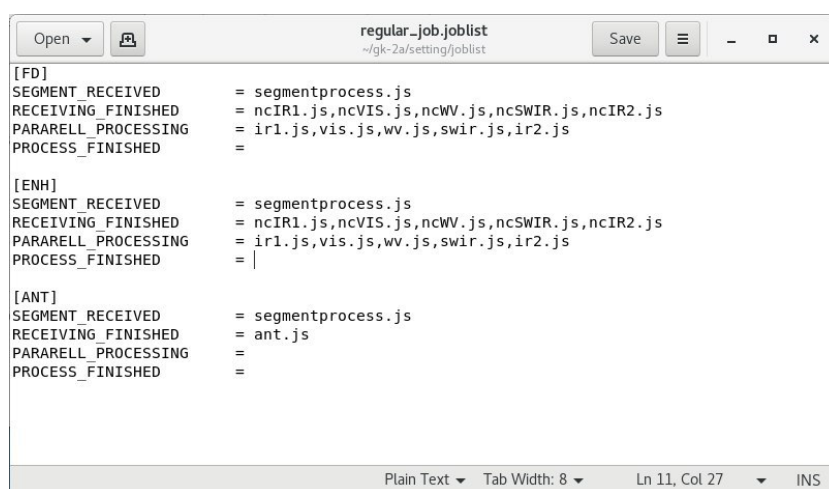 Open
regular_job.joblist
~/gk-2a/setting/joblist
Save
[FD]
SEGMENT_RECEIVED = segmentprocess.js
RECEIVING_FINISHED = ncIR1.js,ncVIS.js,ncWV.js,ncSWIR.js,ncIR2.js
PARARELL_PROCESSING = ir1.js,vis.js,wv.js,swir.js,ir2.js
PROCESS_FINISHED =
[ENH]
SEGMENT_RECEIVED = segmentprocess.js
RECEIVING_FINISHED = ncIR1.js,ncVIS.js,ncWV.js,ncSWIR.js,ncIR2.js
PARARELL_PROCESSING = ir1.js,vis.js,wv.js,swir.js,ir2.js
PROCESS_FINISHED =
[ANT]
SEGMENT_RECEIVED = segmentprocess.js
RECEIVING_FINISHED = ant.js
PARARELL_PROCESSING =
PROCESS_FINISHED =
Plain Text Tab Width: 8 Ln 11, Col 27 INS